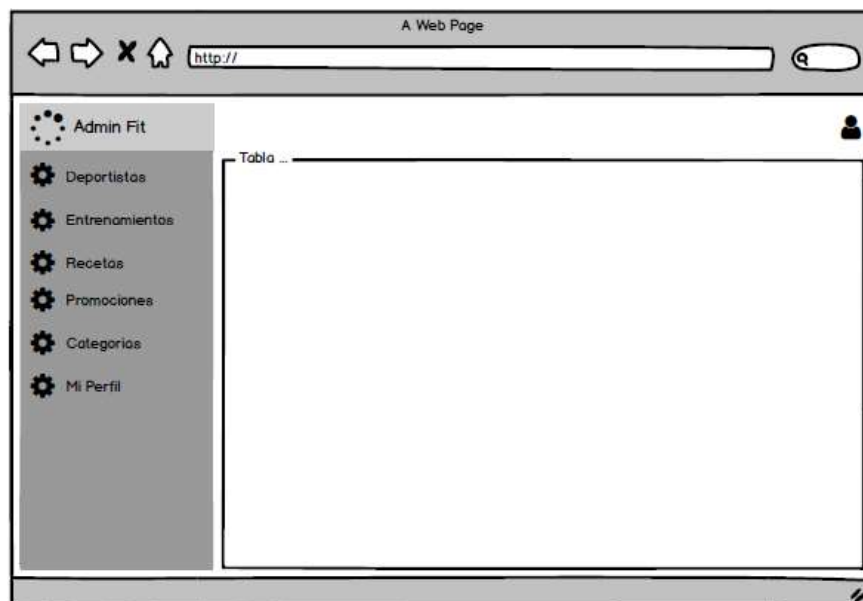 A Web Page
http://
Admin Fit
Tabla ...
Deportistas
Entrenamientos
Recetas
Promociones
Categorias
Mi Perfil